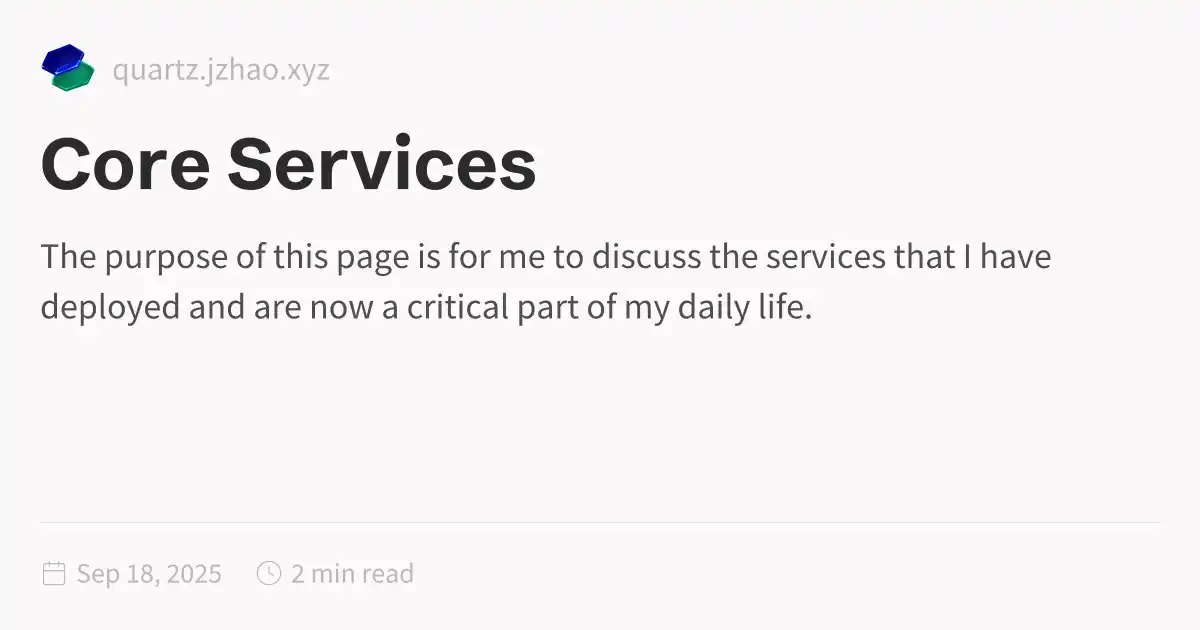 quartz.jzhao.xyz
Core Services
The purpose of this page is for me to discuss the services that I have
deployed and are now a critical part of my daily life.
Sep 18, 2025 2 min read